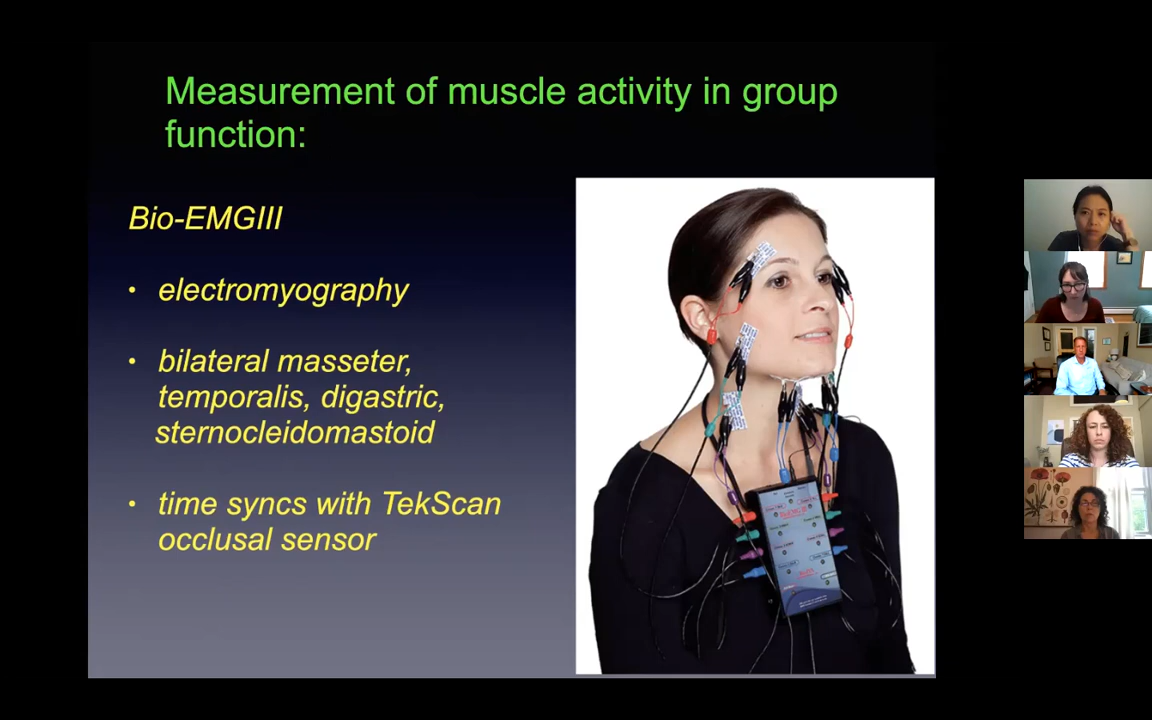 Measurement of muscle activity in group
function:
Bio-EMGIII
• electromyography
• bilateral masseter,
temporalis, digastric,
sternocleidomastoid
• time syncs with TekScan
occlusal sensor